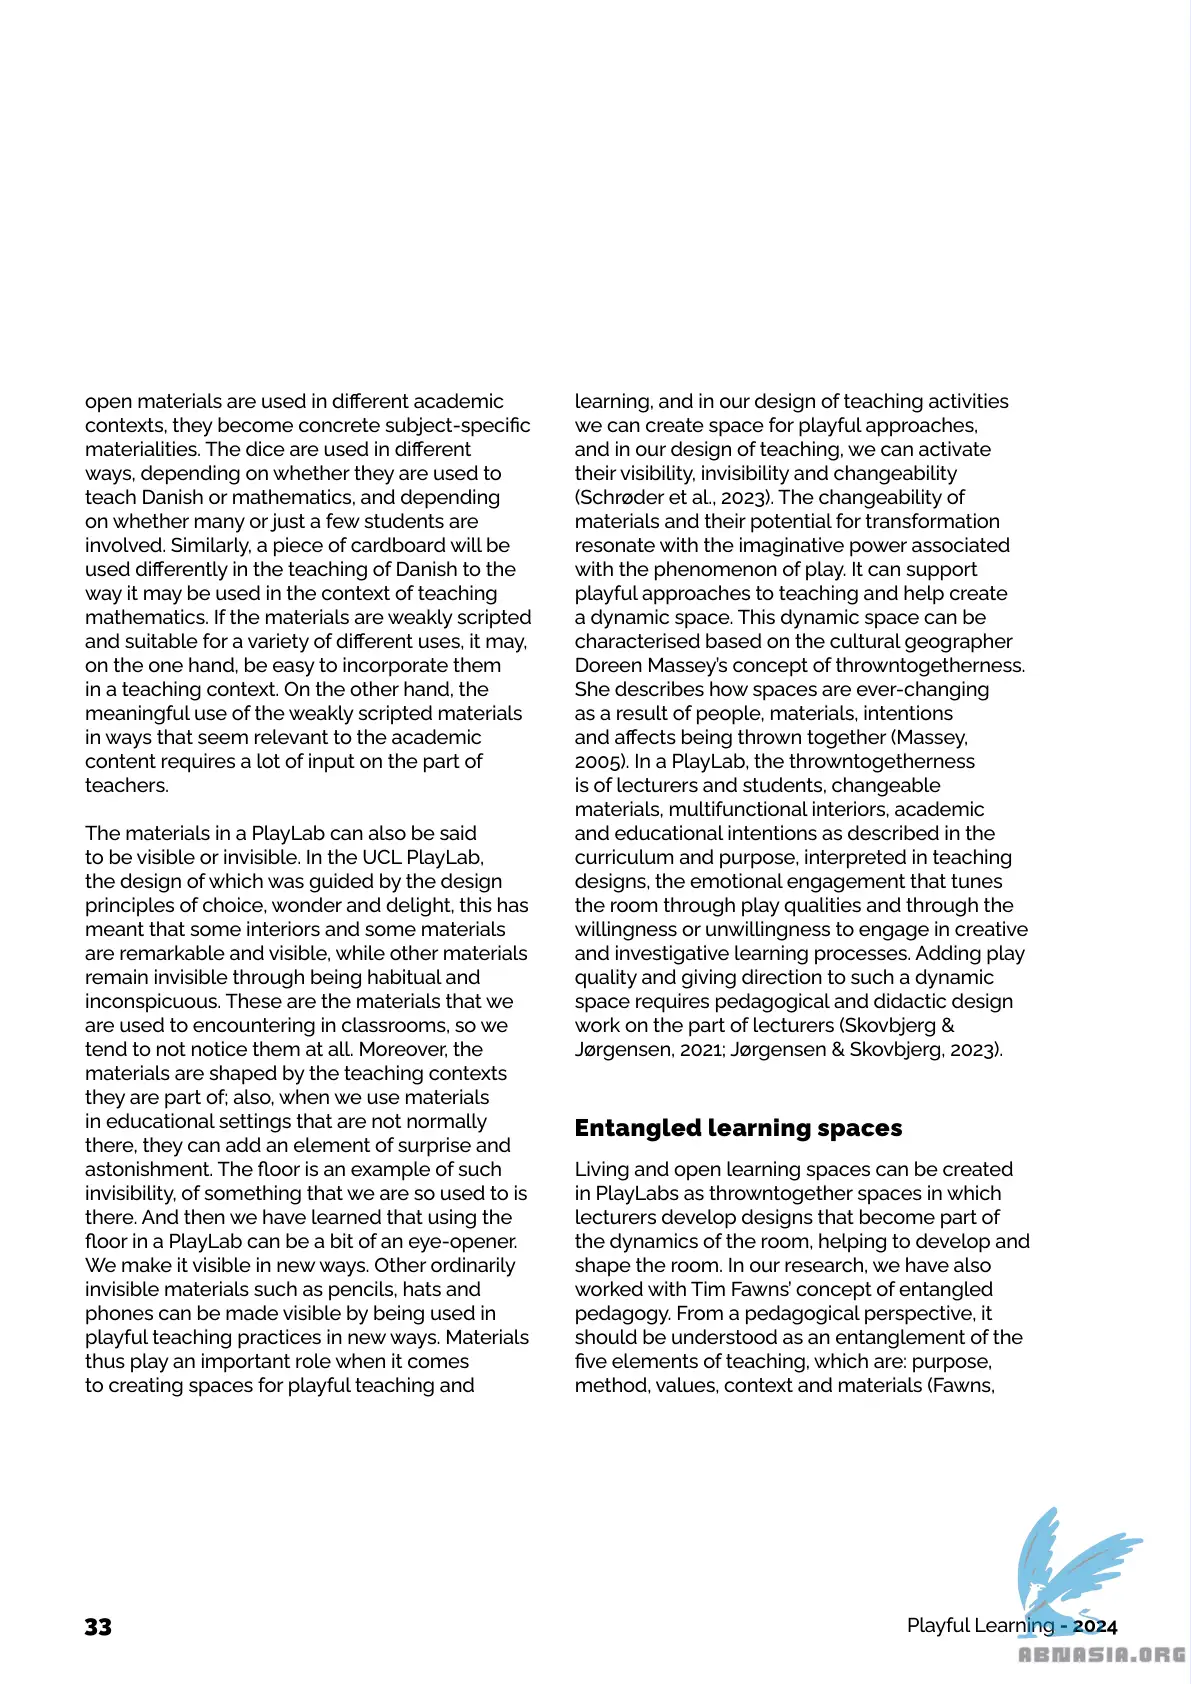 open materials are used in different academic
contexts, they become concrete subject-specific
materialities. The dice are used in different
ways, depending on whether they are used to
teach Danish or mathematics, and depending
on whether many or just a few students are
involved. Similarly, a piece of cardboard will be
used differently in the teaching of Danish to the
way it may be used in the context of teaching
mathematics. If the materials are weakly scripted
and suitable for a variety of different uses, it may,
on the one hand, be easy to incorporate them
in a teaching context. On the other hand, the
meaningful use of the weakly scripted materials
in ways that seem relevant to the academic
content requires a lot of input on the part of
teachers.
The materials in a PlayLab can also be said
to be visible or invisible. In the UCL PlayLab,
the design of which was guided by the design
principles of choice, wonder and delight, this has
meant that some interiors and some materials
are remarkable and visible, while other materials
remain invisible through being habitual and
inconspicuous. These are the materials that we
are used to encountering in classrooms, so we
tend to not notice them at all. Moreover, the
materials are shaped by the teaching contexts
they are part of; also, when we use materials
in educational settings that are not normally
there, they can add an element of surprise and
astonishment. The floor is an example of such
invisibility, of something that we are so used to is
there. And then we have learned that using the
floor in a PlayLab can be a bit of an eye-opener.
We make it visible in new ways. Other ordinarily
invisible materials such as pencils, hats and
phones can be made visible by being used in
playful teaching practices in new ways. Materials
thus play an important role when it comes
to creating spaces for playful teaching and
learning, and in our design of teaching activities
we can create space for playful approaches,
and in our design of teaching, we can activate
their visibility, invisibility and changeability
(Schrøder et al., 2023). The changeability of
materials and their potential for transformation
resonate with the imaginative power associated
with the phenomenon of play. It can support
playful approaches to teaching and help create
a dynamic space. This dynamic space can be
characterised based on the cultural geographer
Doreen Massey's concept of throwntogetherness.
She describes how spaces are ever-changing
as a result of people, materials, intentions
and affects being thrown together (Massey,
2005). In a PlayLab, the throwntogetherness
is of lecturers and students, changeable
materials, multifunctional interiors, academic
and educational intentions as described in the
curriculum and purpose, interpreted in teaching
designs, the emotional engagement that tunes
the room through play qualities and through the
willingness or unwillingness to engage in creative
and investigative learning processes. Adding play
quality and giving direction to such a dynamic
space requires pedagogical and didactic design
work on the part of lecturers (Skovbjerg &
Jørgensen, 2021; Jørgensen & Skovbjerg, 2023).
Entangled learning spaces
Living and open learning spaces can be created
in PlayLabs as throwntogether spaces in which
lecturers develop designs that become part of
the dynamics of the room, helping to develop and
shape the room. In our research, we have also
worked with Tim Fawns' concept of entangled
pedagogy. From a pedagogical perspective, it
should be understood as an entanglement of the
five elements of teaching, which are: purpose,
method, values, context and materials (Fawns,
33
Playful Learning - 2024
ABNASIA.ORG